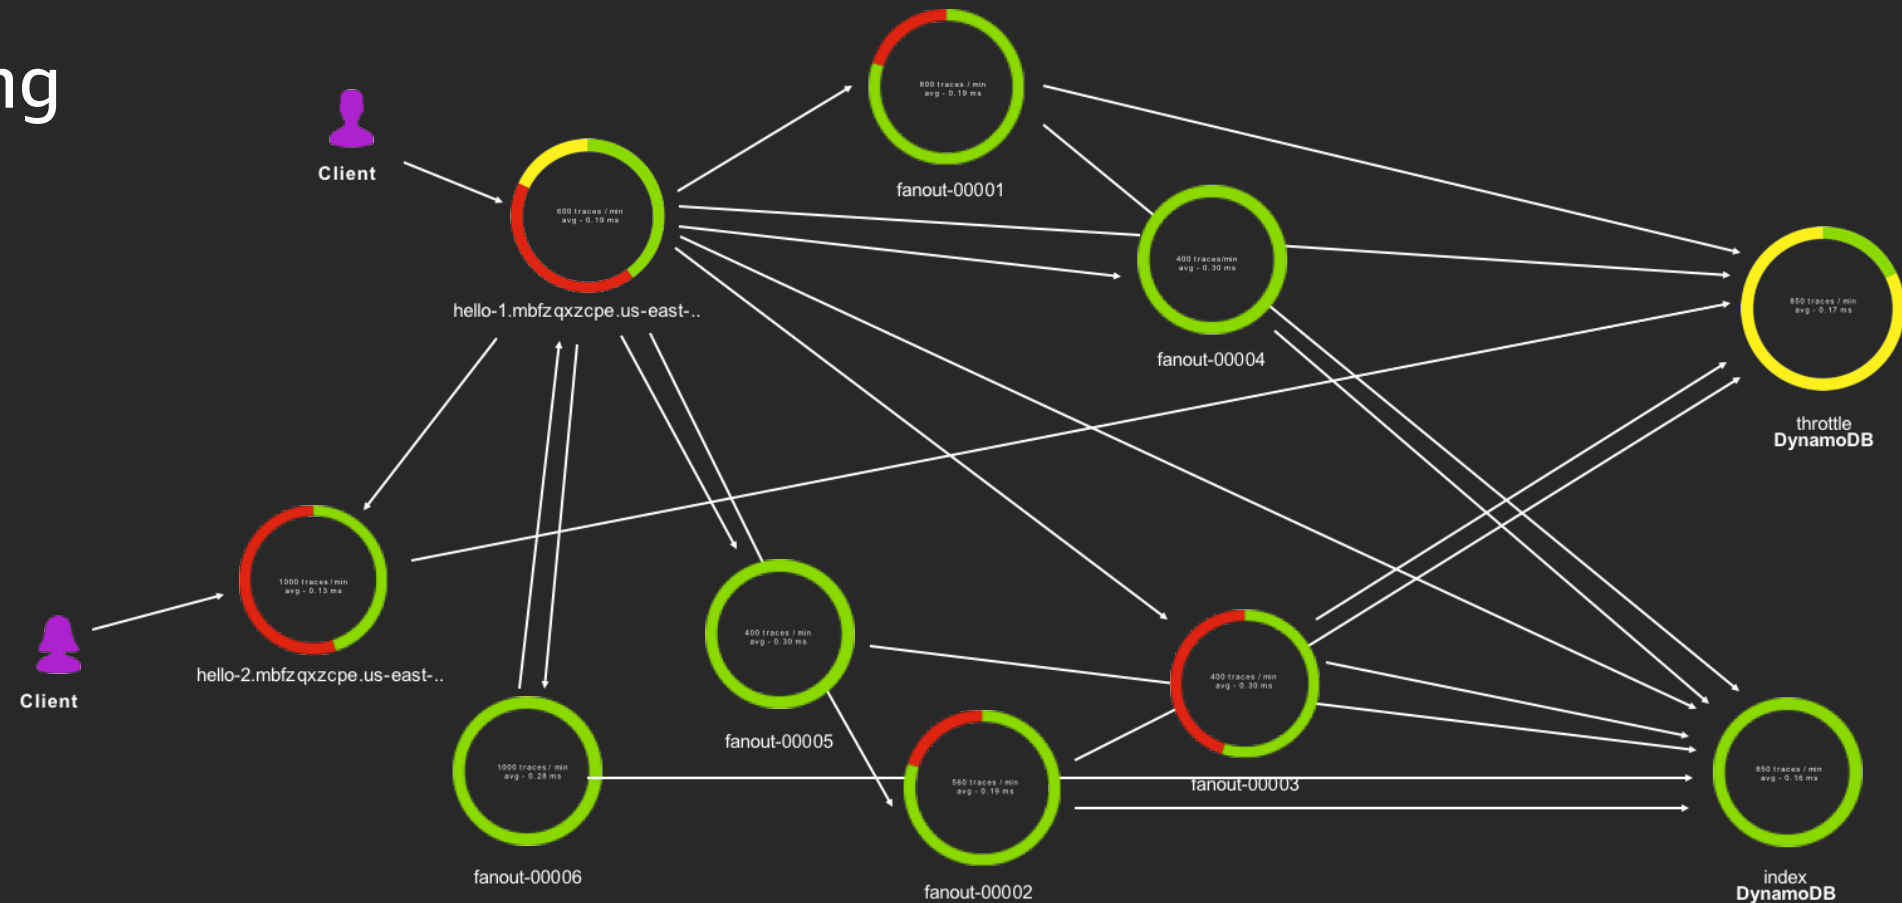 ng
Client
600 traces / min
avg - 0.19 ms
hello-1.mbfzqxzcpe.us-east-..
800 traces / min
avg - 0.19 ms
fanout-00001
400 traces/min
avg - 0.30 ms
fanout-00004
850 traces / min
avg - 0.17 ms
throttle
DynamoDB
Client
1000 traces / min
avg - 0.13 ms
hello-2.mbfzqxzcpe.us-east-..
400 traces / min
avg - 0.30 ms
fanout-00005
400 traces / min
avg - 0.30 ms
fanout-00003
1000 traces / min
avg - 0.28 ms
fanout-00006
560 traces / min
avg - 0.19 ms
fanout-00002
850 traces / min
avg - 0.16 ms
index
DynamoDB